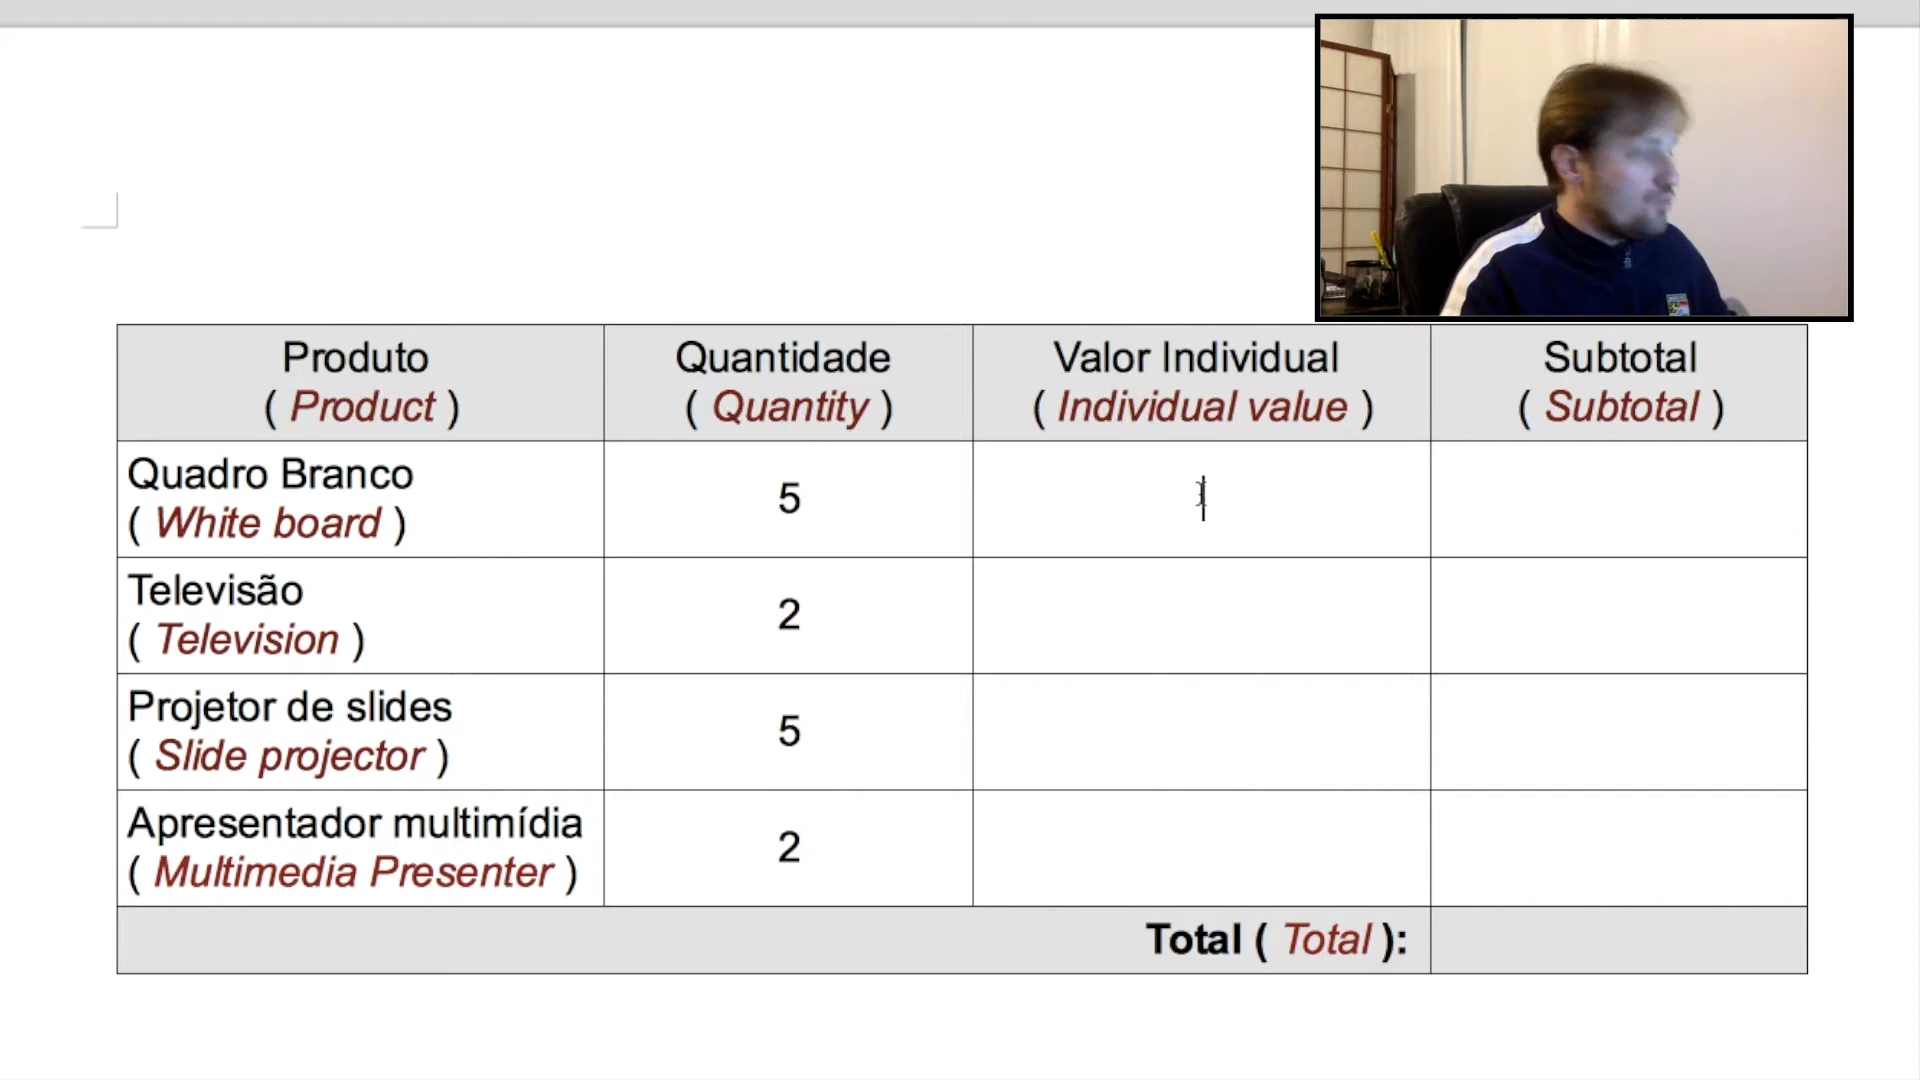 Produto
( Product )
Quantidade
( Quantity )
Valor Individual
( Individual value )
Subtotal
( Subtotal )
Quadro Branco
( White board )
5
Televisão
( Television )
2
Projetor de slides
( Slide projector )
5
Apresentador multimídia
( Multimedia Presenter )
2
Total ( Total ):